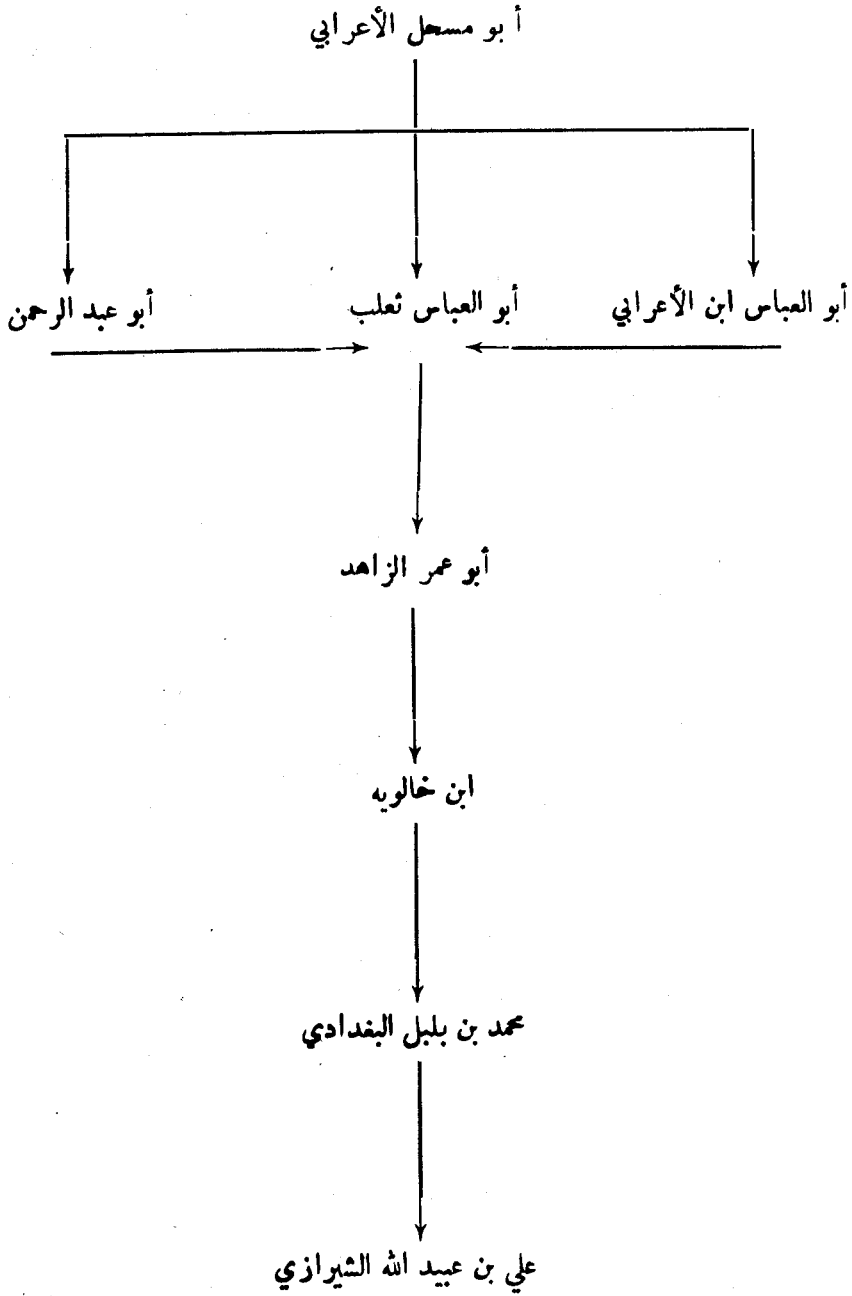 أبو مسحل الأعرابي
أبو العباس ابن الأعرابي
أبو العباس ثعلب
أبو عبد الرحمن
أبو عمر الزاهد
ابن خالويه
محمد بن بلبل البغدادي
علي بن عبيد الله الشيرازي